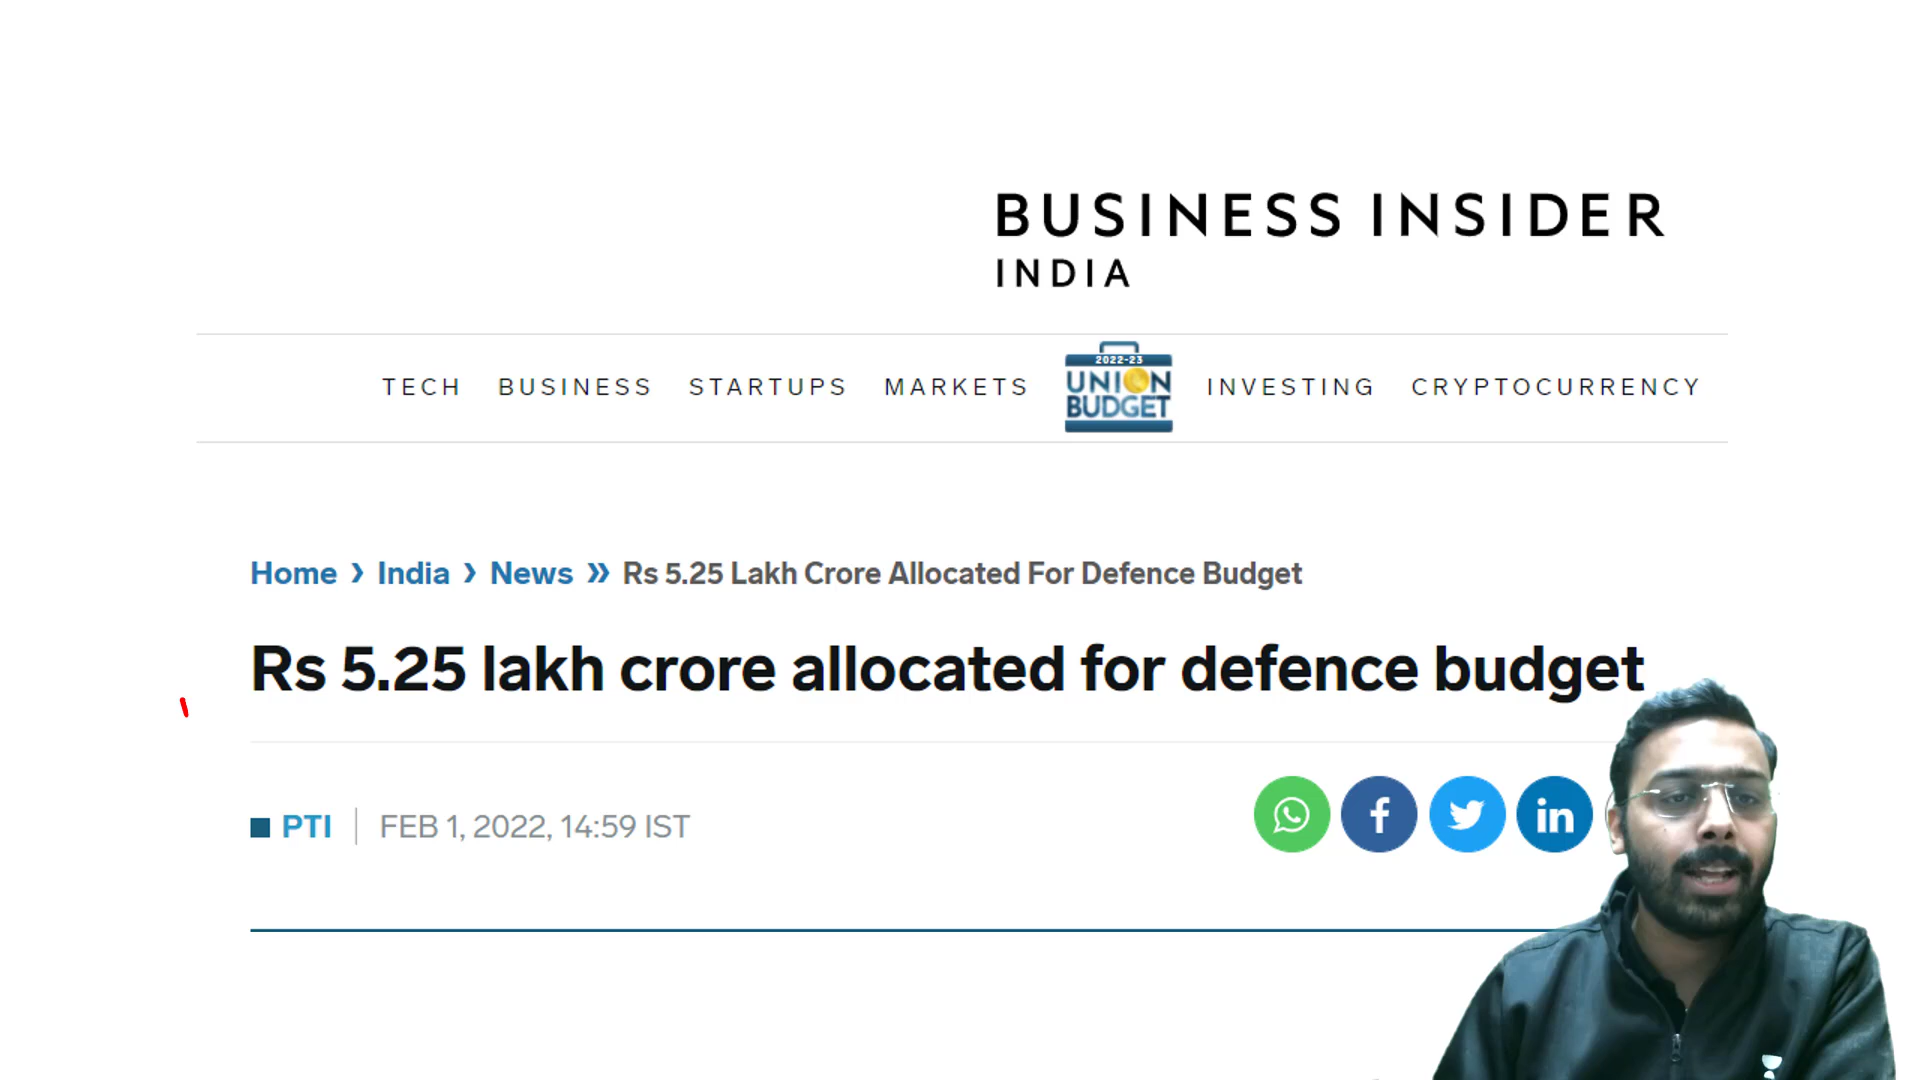 BUSINESS INSIDER
INDIA
TECH BUSINESS STARTUPS MARKETS 2022-23 UNION BUDGET INVESTING CRYPTOCURRENCY
Home › India › News » Rs 5.25 Lakh Crore Allocated For Defence Budget
Rs 5.25 lakh crore allocated for defence budget
PTI | FEB 1, 2022, 14:59 IST
f in